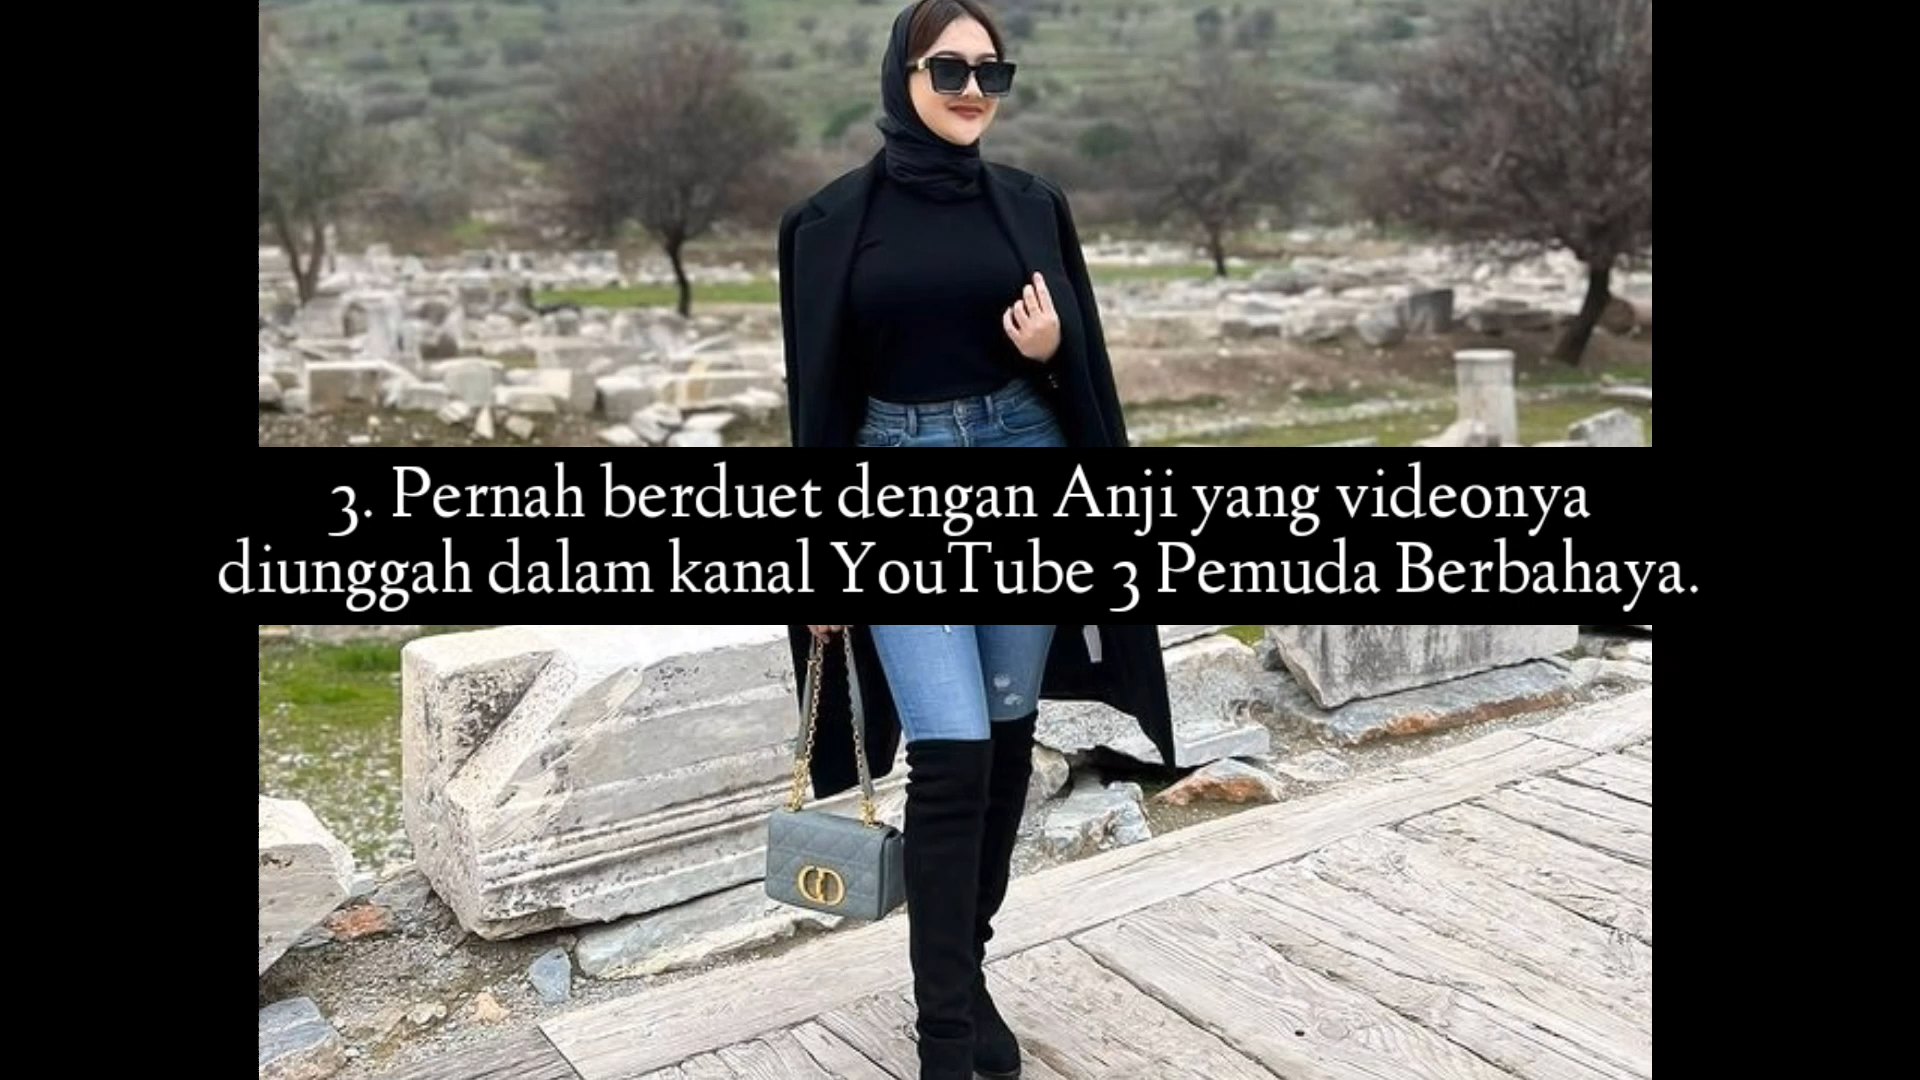 3. Pernah berduet dengan Anji yang videonya
diunggah dalam kanal YouTube 3 Pemuda Berbahaya.